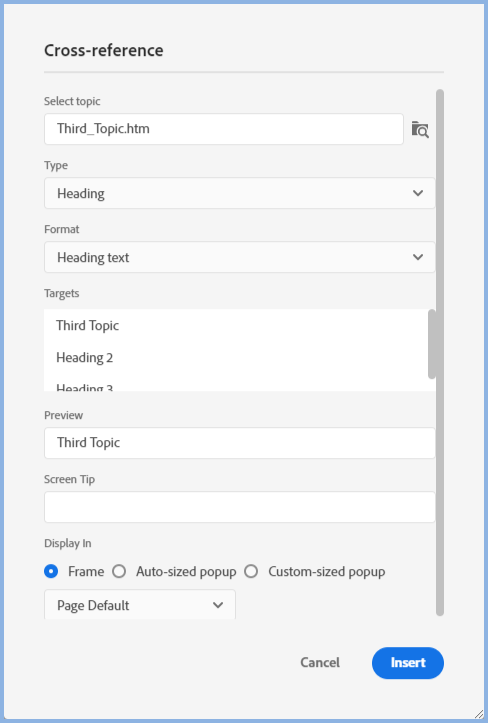 Cross-reference
Select topic
Third_Topic.htm
Type
Heading
Format
Heading text
Targets
Third Topic
Heading 2
Heading 3
Preview
Third Topic
Screen Tip
Display In
Frame Auto-sized popup Custom-sized popup
Page Default
Cancel Insert